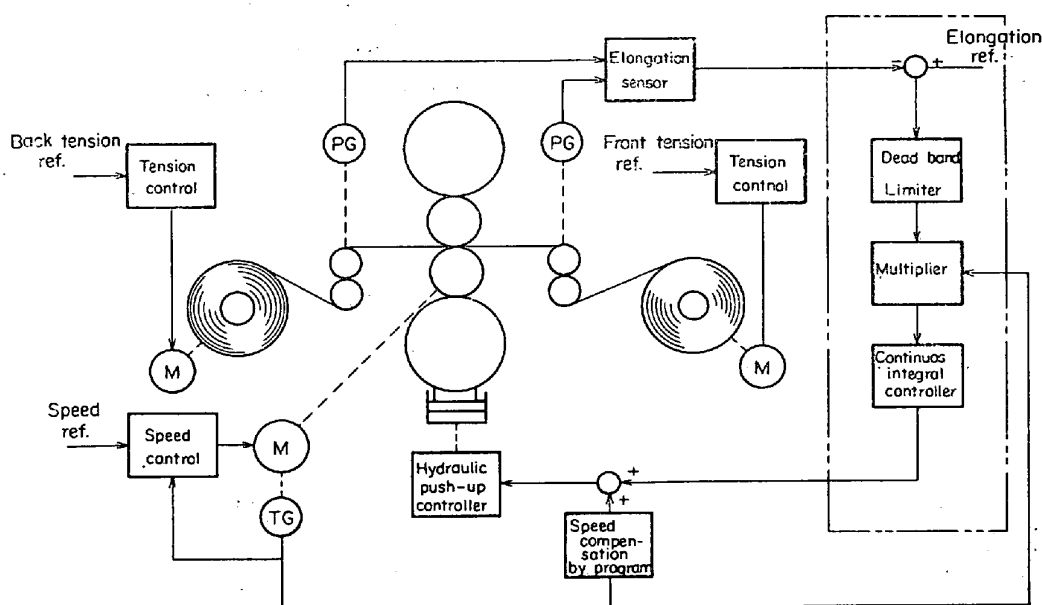 Elongation
ref.
Elongation
sensor
- +
PG
PG
Back tension
ref.
Tension
control
Front tension
ref.
Tension
control
Dead band
Limiter
Multiplier
Continuos
integral
controller
M
M
Speed
ref.
Speed
control
M
TG
Hydraulic
push-up
controller
+
+
Speed
compen-
sation
by program